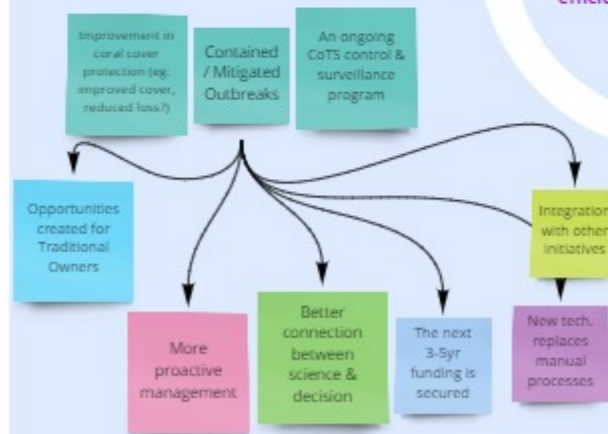 Improvement in
coral cover
protection (eg:
improved cover,
reduced loss?)
Contained
/ Mitigated
Outbreaks
An ongoing
CoTS control &
surveillance
program
Opportunities
created for
Traditional
Owners
More
proactive
management
Better
connection
between
science &
decision
The next
3-5yr
funding is
secured
Integration
with other
initiatives
New tech.
replaces
manual
processes